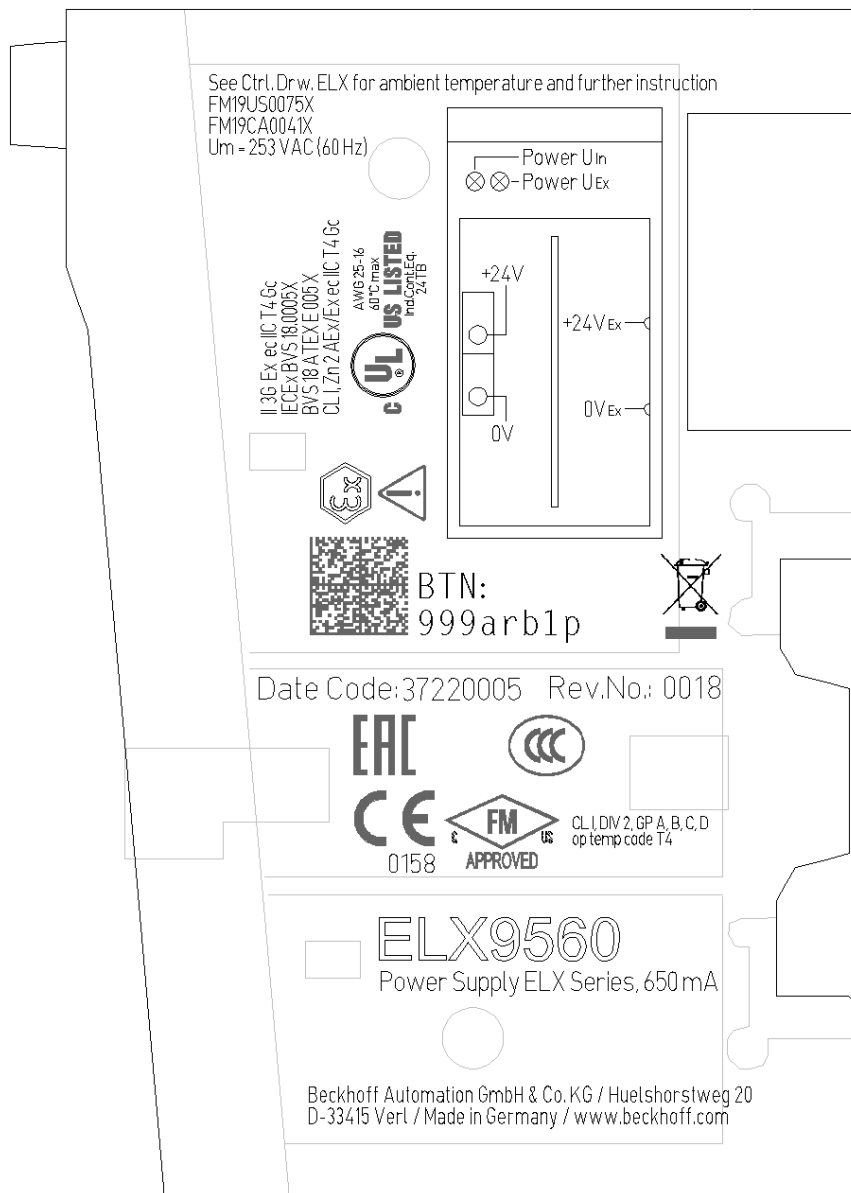 See Ctrl. Drw. ELX for ambient temperature and further instruction
FM19US0075X
FM19CA0041X
Um = 253 VAC (60 Hz)
Power UIn
Power UEx
+24V
+24VEx
0V
0VEx
II 3G Ex ec IIC T4 Gc
IECEx BVS 18.0005X
BVS 18 ATEX E 005 X
CL I, Zn 2 AEx/Ex ec IIC T4 Gc
AWG 25-16
60°C max
C UL ® US LISTED
Ind.Cont.Eq.
24TB
εx
BTN:
999arb1p
Date Code: 37220005 Rev.No.: 0018
EAC
CCC
CE
0158
C FM US
APPROVED
CL I, DIV 2, GP A, B, C, D
op temp code T4
ELX9560
Power Supply ELX Series, 650 mA
Beckhoff Automation GmbH & Co. KG / Huelshorstweg 20
D-33415 Verl / Made in Germany / www.beckhoff.com